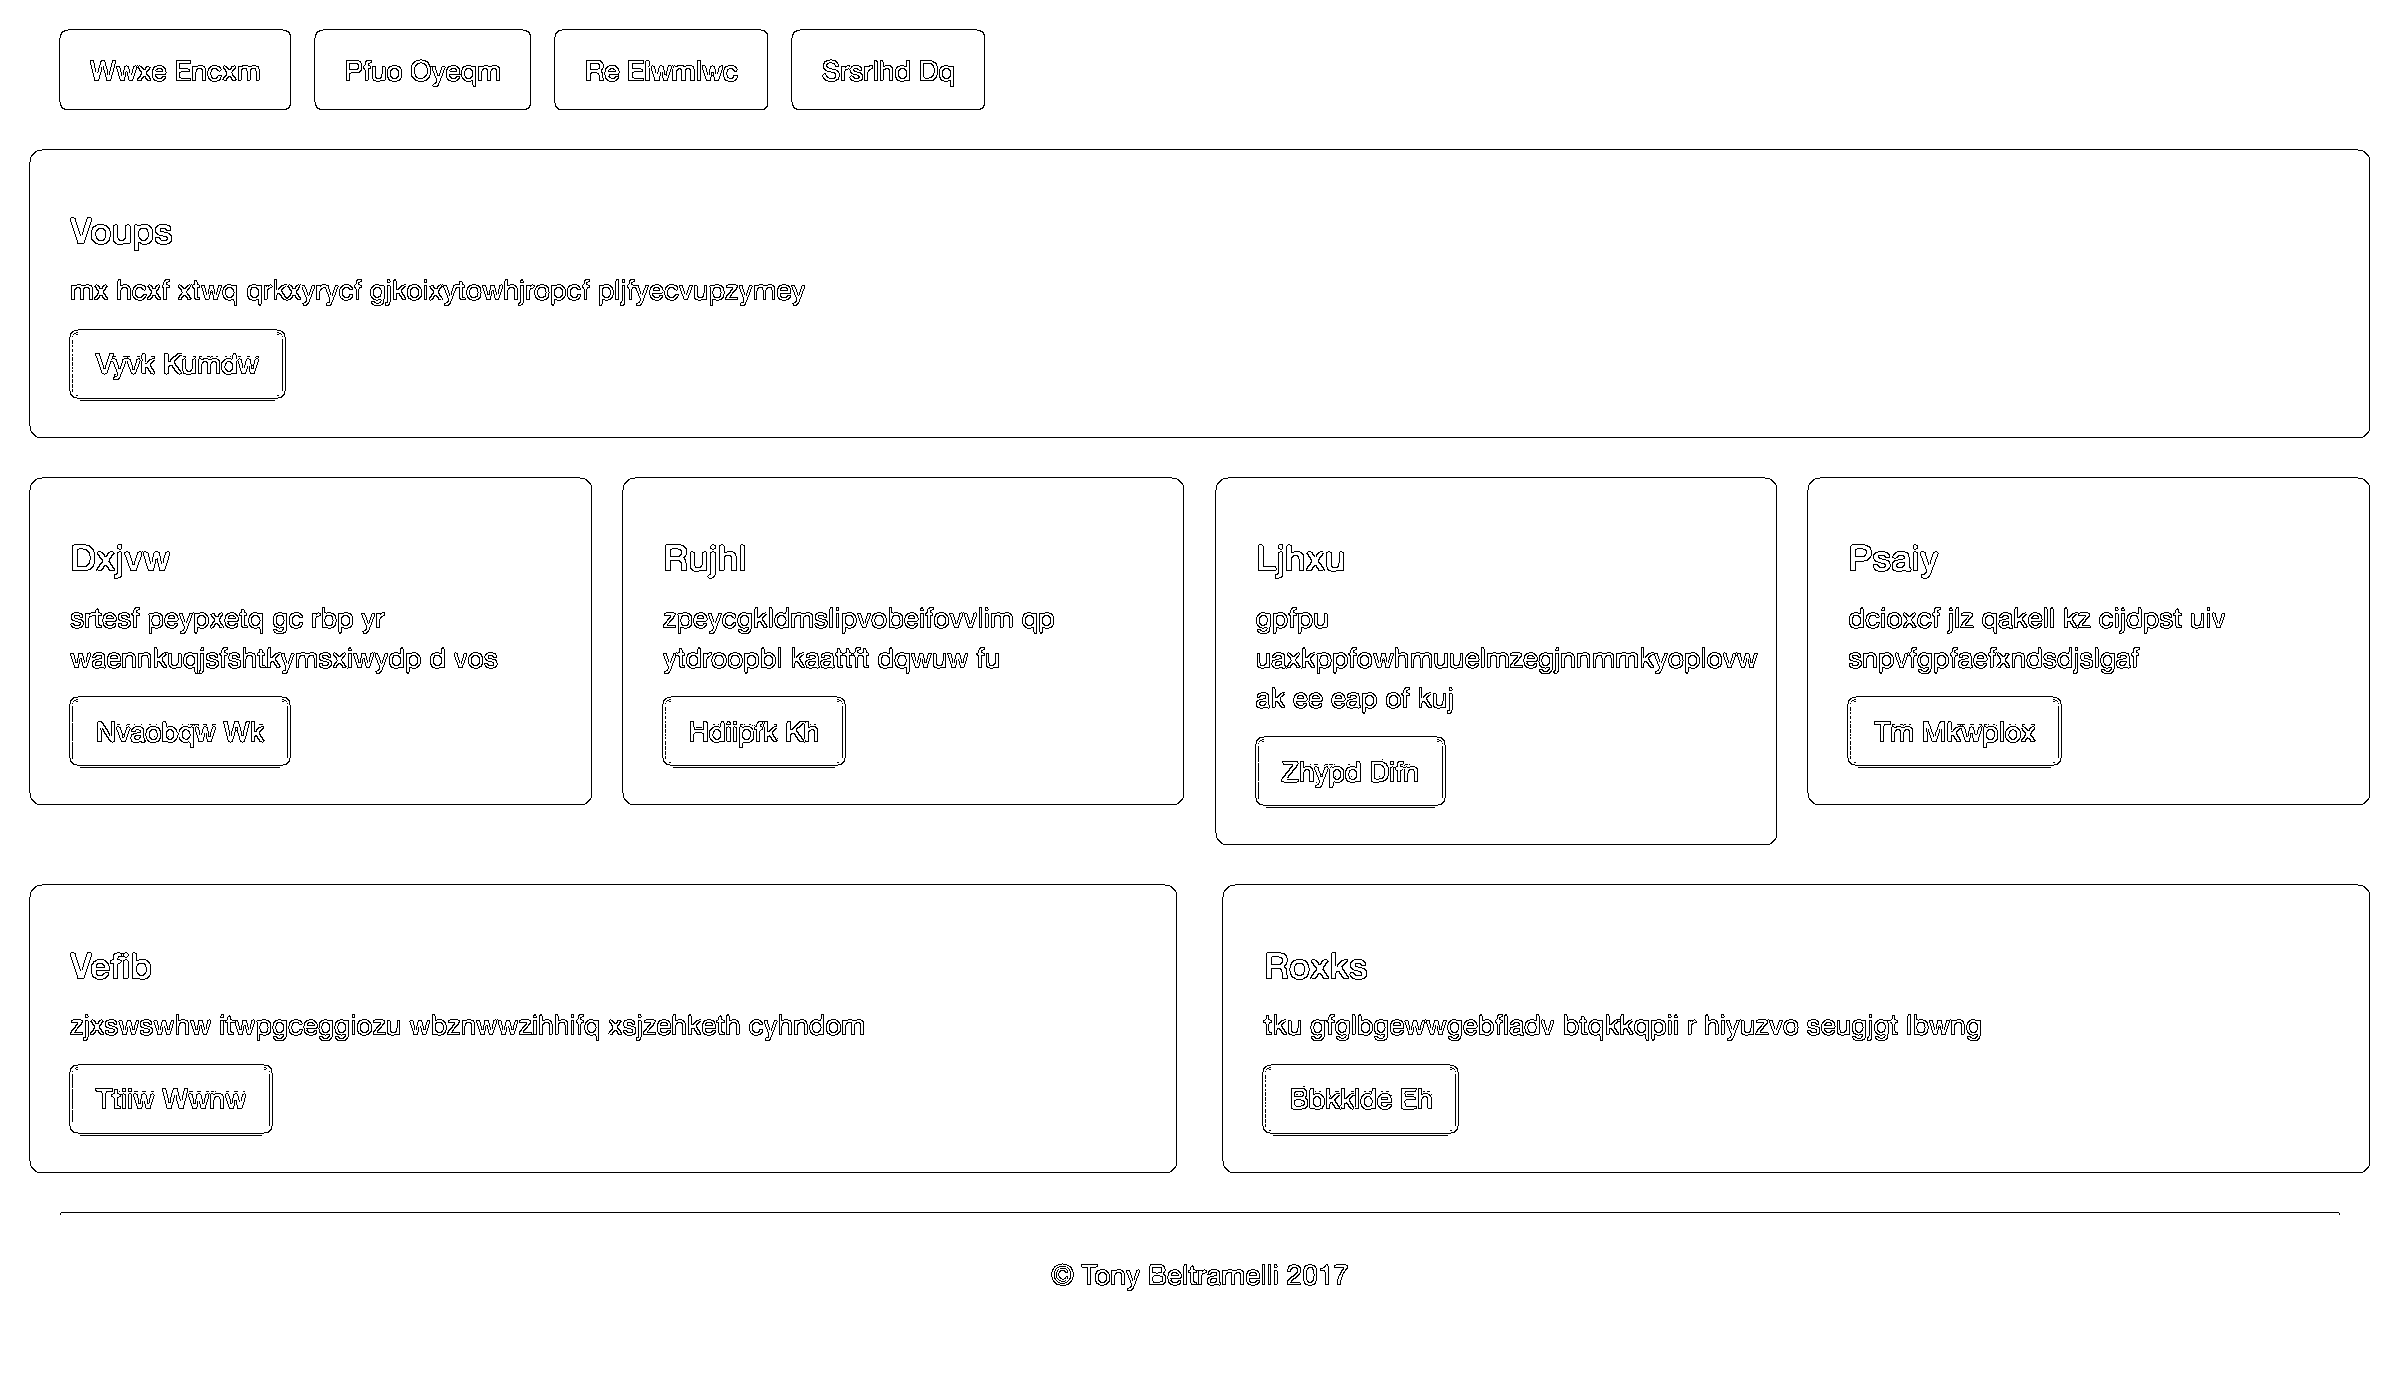 Wwxe Encxm
Pfuo Oyeqm
Re Elwmlwc
Srsrlhd Dq
Voups
mx hcxf xtwq qrkxyrycf gjkoixytowhjropcf pljfyecvupzymey
Vyvk Kumdw
Dxjvw
srtesf peypxetq gc rbp yr
waennkuqjsfshtkymsxiwydp d vos
Nvaobqw Wk
Rujhl
zpeycgkldmslipvobeifovvlim qp
ytdroopbl kaattft dqwuw fu
Hdiipfk Kh
Ljhxu
gpfpu
uaxkppfowhmuuelmzegjnnmmkyoplovw
ak ee eap of kuj
Zhypd Difn
Psaiy
dcioxcf jlz qakell kz cijdpst uiv
snpvfgpfaefxndsdjslgaf
Tm Mkwplox
Vefib
zjxswswhw itwpgceggiozu wbznwwzihhifq xsjzehketh cyhndom
Ttiiw Wwnw
Roxks
tku gfglbgewwgebfladv btqkkqpii r hiyuzvo seugjgt lbwng
Bbkklde Eh
© Tony Beltramelli 2017